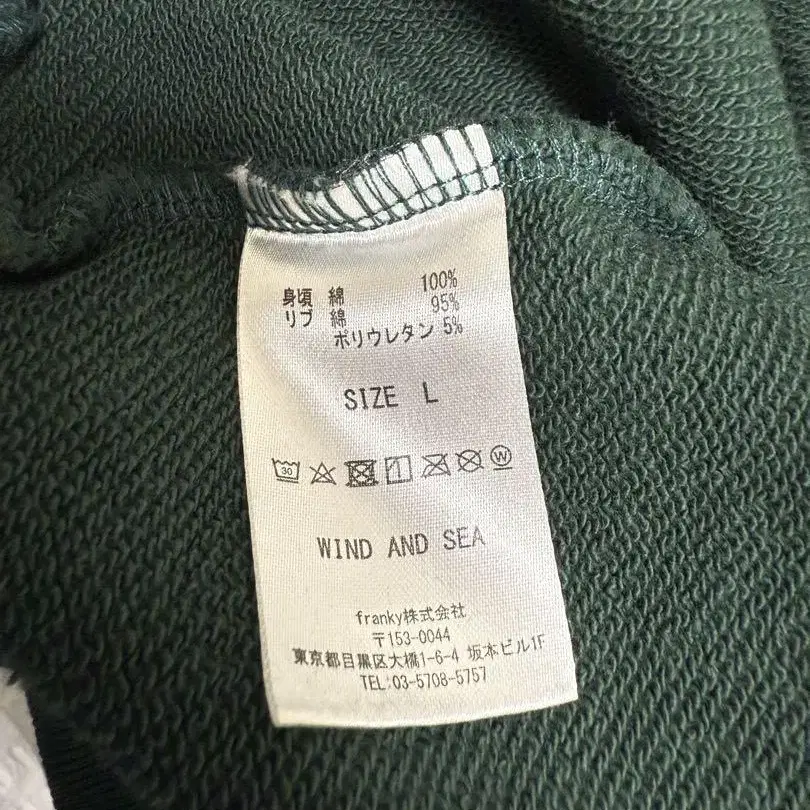 身頃 綿 100%
リブ 綿 95%
ポリウレタン 5%
SIZE L
30 W
WIND AND SEA
franky株式会社
〒153-0044
東京都目黒区大橋1-6-4 坂本ビル1F
TEL:03-5708-5757